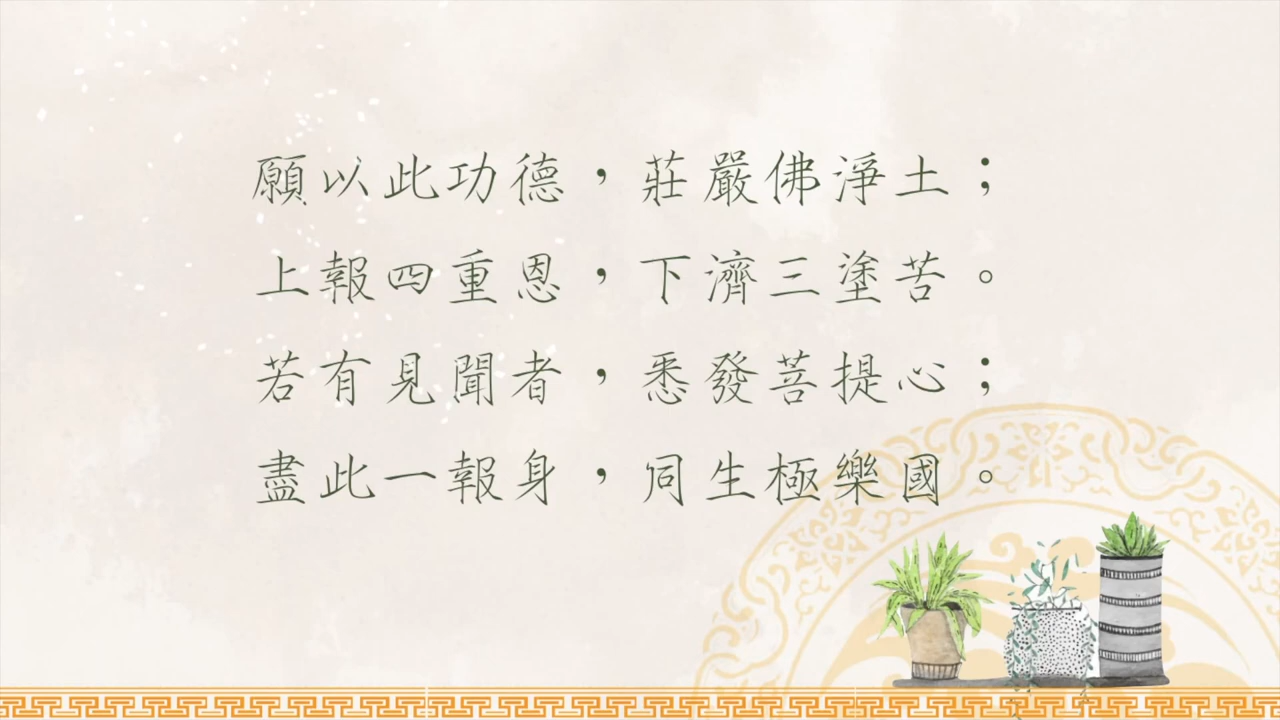 願以此功德，莊嚴佛淨土；
上報四重恩，下濟三塗苦。
若有見聞者，悉發菩提心；
盡此一報身，同生極樂國。